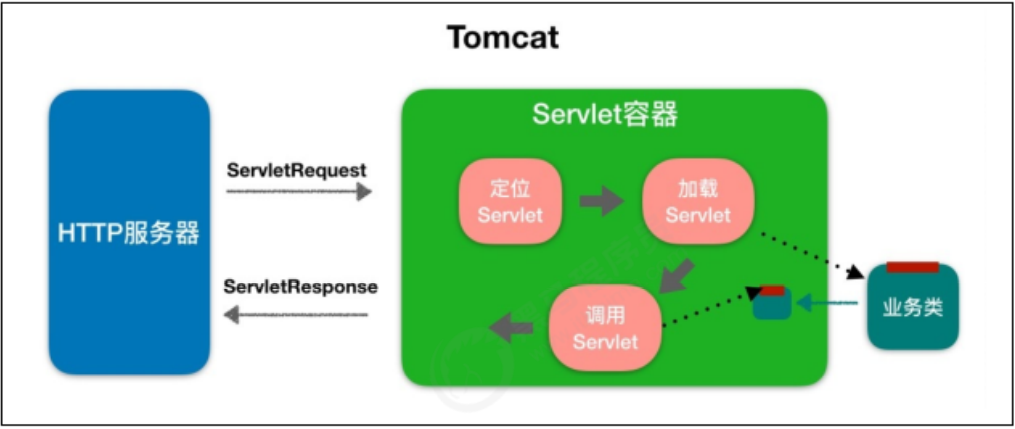 Tomcat
Servlet容器
ServletRequest
定位
Servlet
加载
Servlet
HTTP服务器
ServletResponse
调用
Servlet
业务类